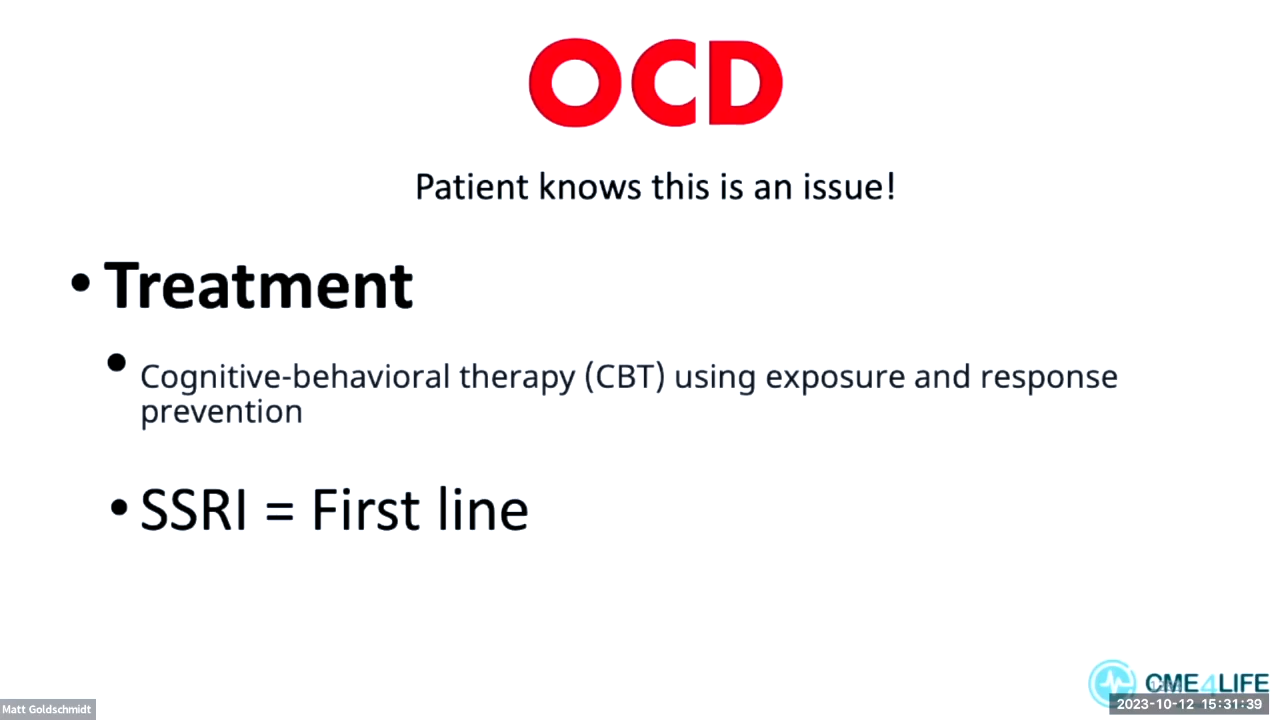 OCD
Patient knows this is an issue!
• Treatment
• Cognitive-behavioral therapy (CBT) using exposure and response
prevention
• SSRI = First line
CME4LIFE
Matt Goldschmidt
2023-10-12 15:31:39